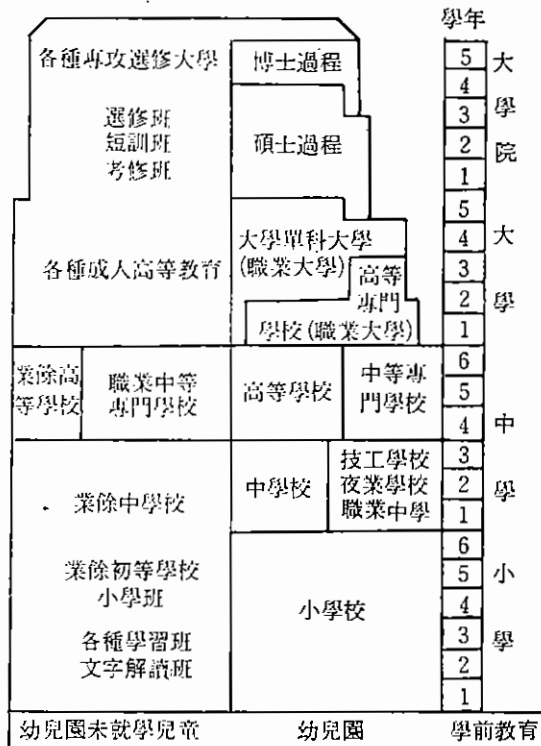 學年
各種専攻選修大學
博士過程
5
大
4
選修班
短訓班
考修班
碩士過程
3
學
2
院
1
5
大學單科大學
(職業大學)
4
大
各種成人高等教育
高等
專門
學校(職業大學)
3
2
學
1
業餘高
等學校
職業中等
專門學校
高等學校
中等專
門學校
6
5
4
中
業餘中學校
中學校
技工學校
夜業學校
職業中學
3
2
學
1
業餘初等學校
小學班
各種學習班
文字解讀班
小學校
6
5
小
4
3
學
2
1
幼兒園未就學兒童
幼兒園
學前教育